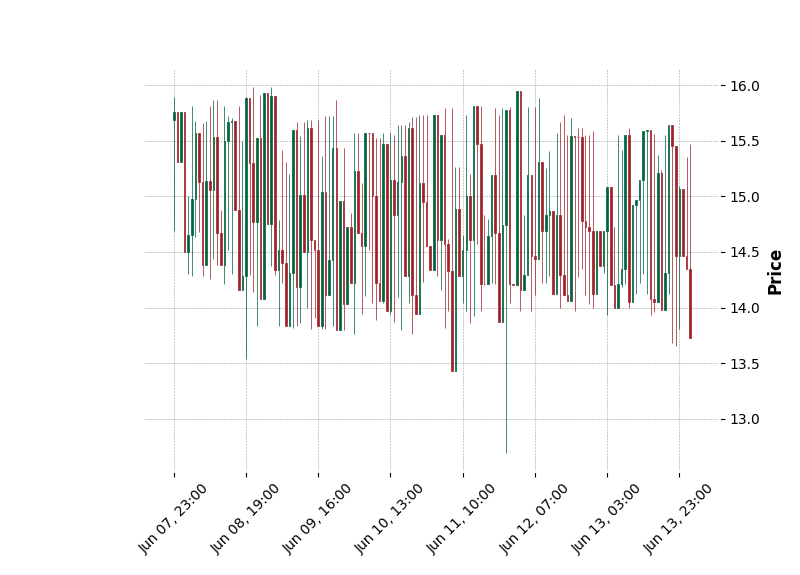 16.0
15.5
15.0
14.5
14.0
13.5
13.0
Price
Jun 07, 23:00
Jun 08, 19:00
Jun 09, 16:00
Jun 10, 13:00
Jun 11, 10:00
Jun 12, 07:00
Jun 13, 03:00
Jun 13, 23:00